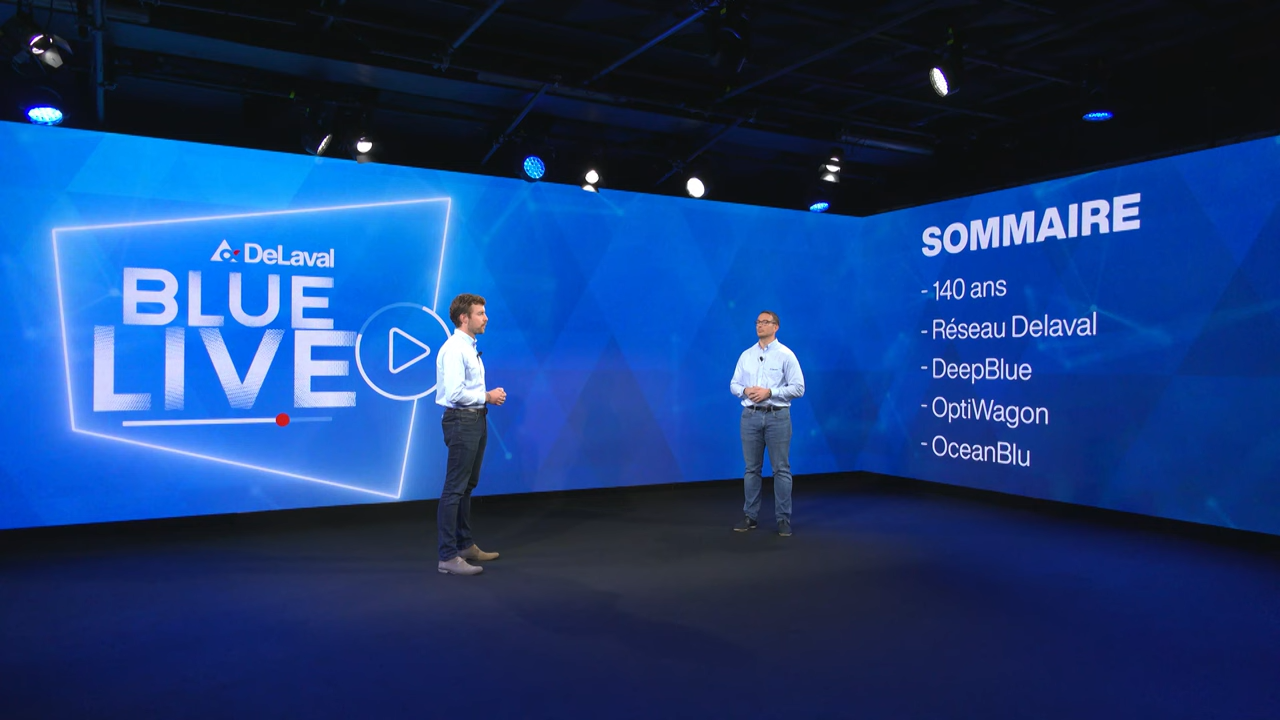 DeLaval
BLUE
LIVE
SOMMAIRE
- 140 ans
- Réseau Delaval
- DeepBlue
- OptiWagon
- OceanBlu